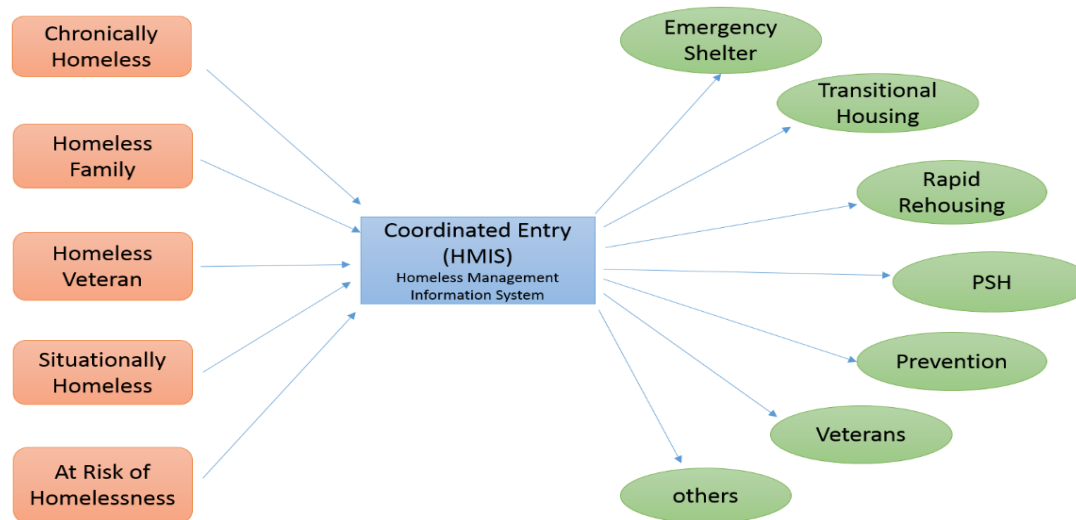 Chronically
Homeless
Homeless
Family
Homeless
Veteran
Situationally
Homeless
At Risk of
Homelessness
Coordinated Entry
(HMIS)
Homeless Management
Information System
Emergency
Shelter
Transitional
Housing
Rapid
Rehousing
PSH
Prevention
Veterans
others